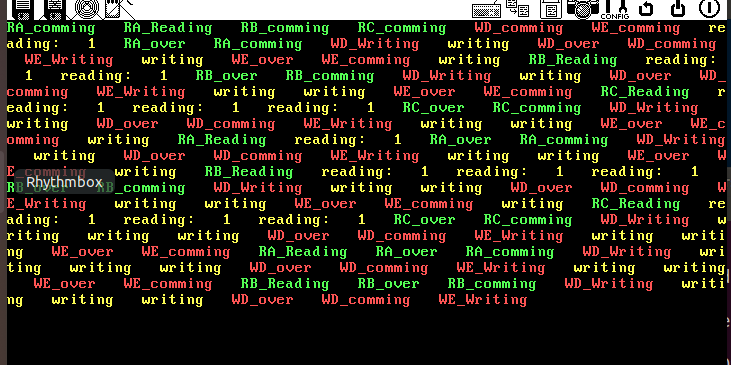 CONFIG
RA_comming RA_Reading RB_comming RC_comming WD_comming WE_comming re
ading: 1 RA_over RA_comming WD_Writing writing WD_over WD_comming
WE_Writing writing WE_over WE_comming writing RB_Reading reading:
1 reading: 1 RB_over RB_comming WD_Writing writing WD_over WD_
comming WE_Writing writing writing WE_over WE_comming RC_Reading r
eading: 1 reading: 1 reading: 1 RC_over RC_comming WD_Writing
writing WD_over WD_comming WE_Writing writing writing WE_over WE_c
omming writing RA_Reading reading: 1 RA_over RA_comming WD_Writing
writing writing WD_over WD_comming WE_Writing writing WE_over W
E_comming writing RB_Reading reading: 1 reading: 1 reading: 1
Rhythmbox
RB_over RB_comming WD_Writing writing writing WD_over WD_comming W
E_Writing writing writing WE_over WE_comming writing RC_Reading re
ading: 1 reading: 1 reading: 1 RC_over RC_comming WD_Writing w
riting writing writing WD_over WD_comming WE_Writing writing writi
ng WE_over WE_comming RA_Reading RA_over RA_comming WD_Writing wri
ting writing writing WD_over WD_comming WE_Writing writing writing
WE_over WE_comming RB_Reading RB_over RB_comming WD_Writing writi
ng writing writing WD_over WD_comming WE_Writing